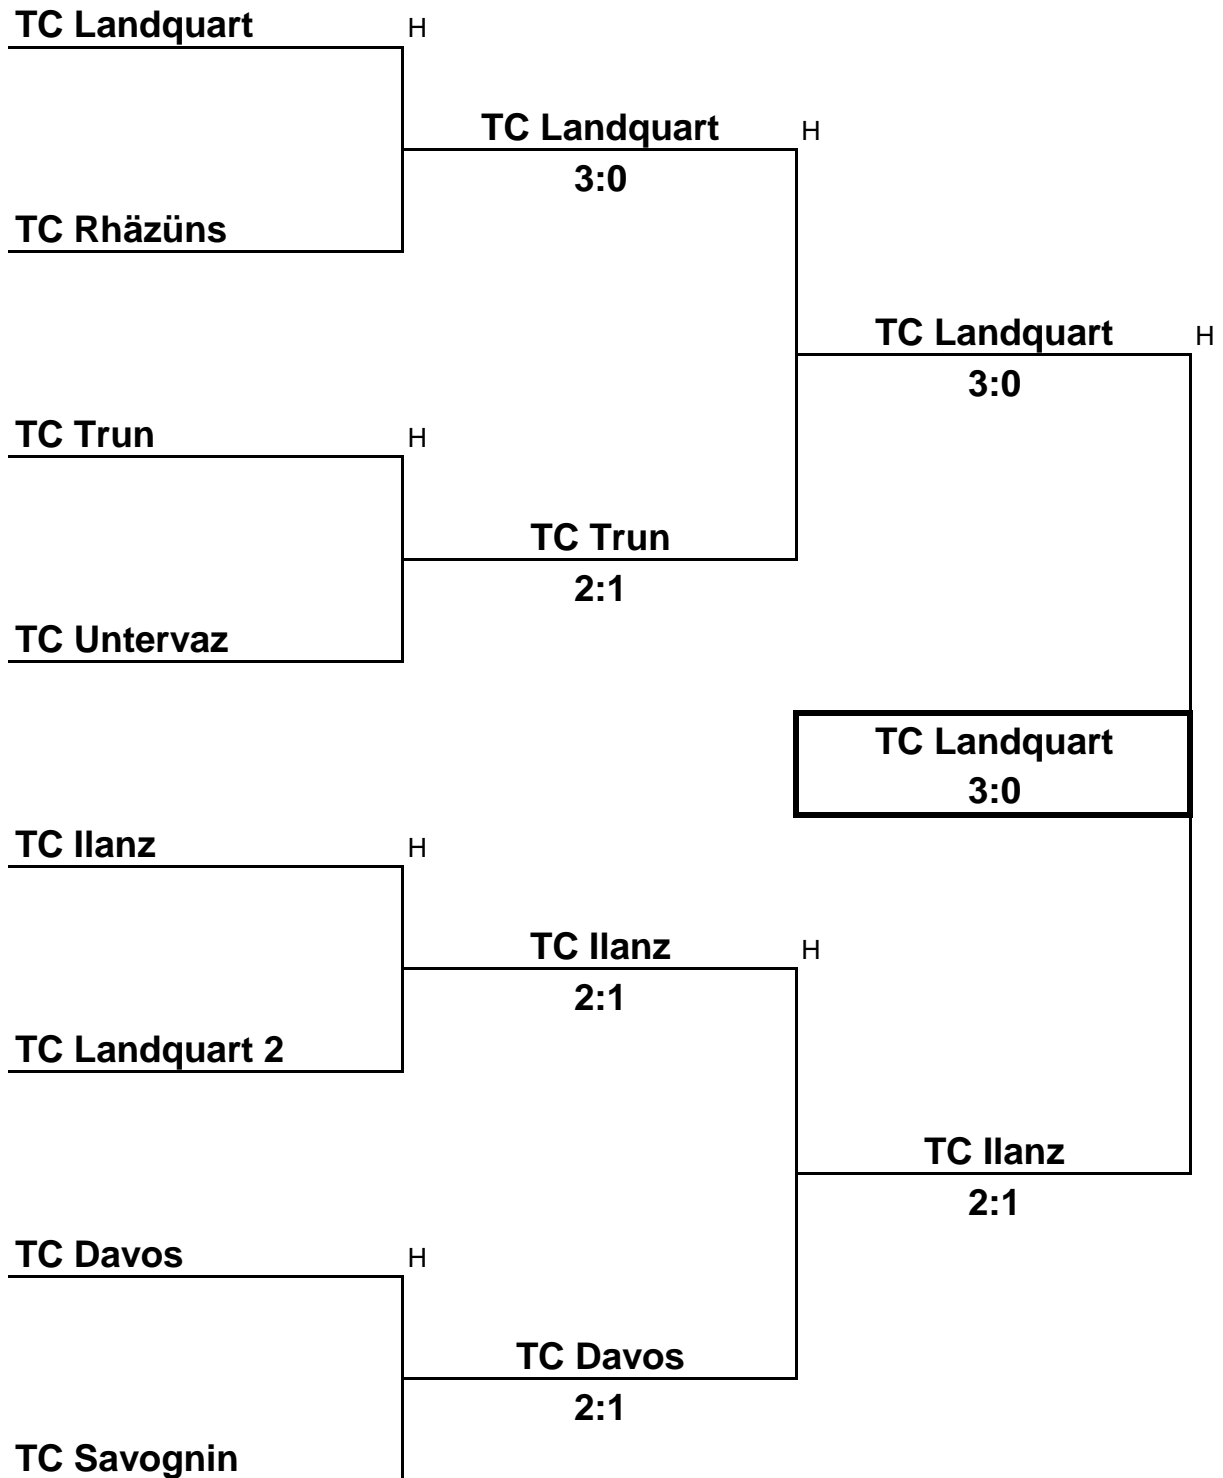 TC Landquart H
TC Landquart H
3:0
TC Rhäzüns
TC Landquart H
3:0
TC Trun H
TC Trun
2:1
TC Untervaz
TC Landquart
3:0
TC Ilanz H
TC Ilanz H
2:1
TC Landquart 2
TC Ilanz
2:1
TC Davos H
TC Davos
2:1
TC Savognin